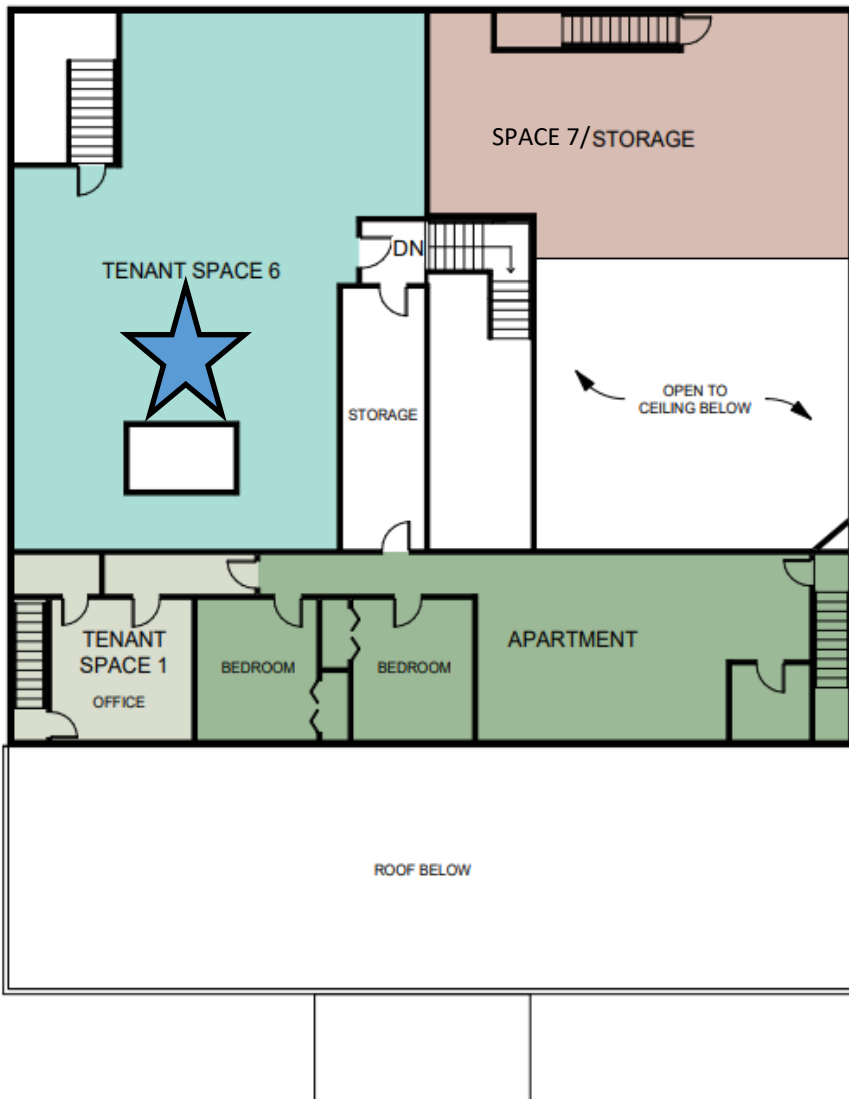 SPACE 7/STORAGE
DN
TENANT SPACE 6
OPEN TO
CEILING BELOW
STORAGE
TENANT
SPACE 1
OFFICE
BEDROOM
BEDROOM
APARTMENT
ROOF BELOW